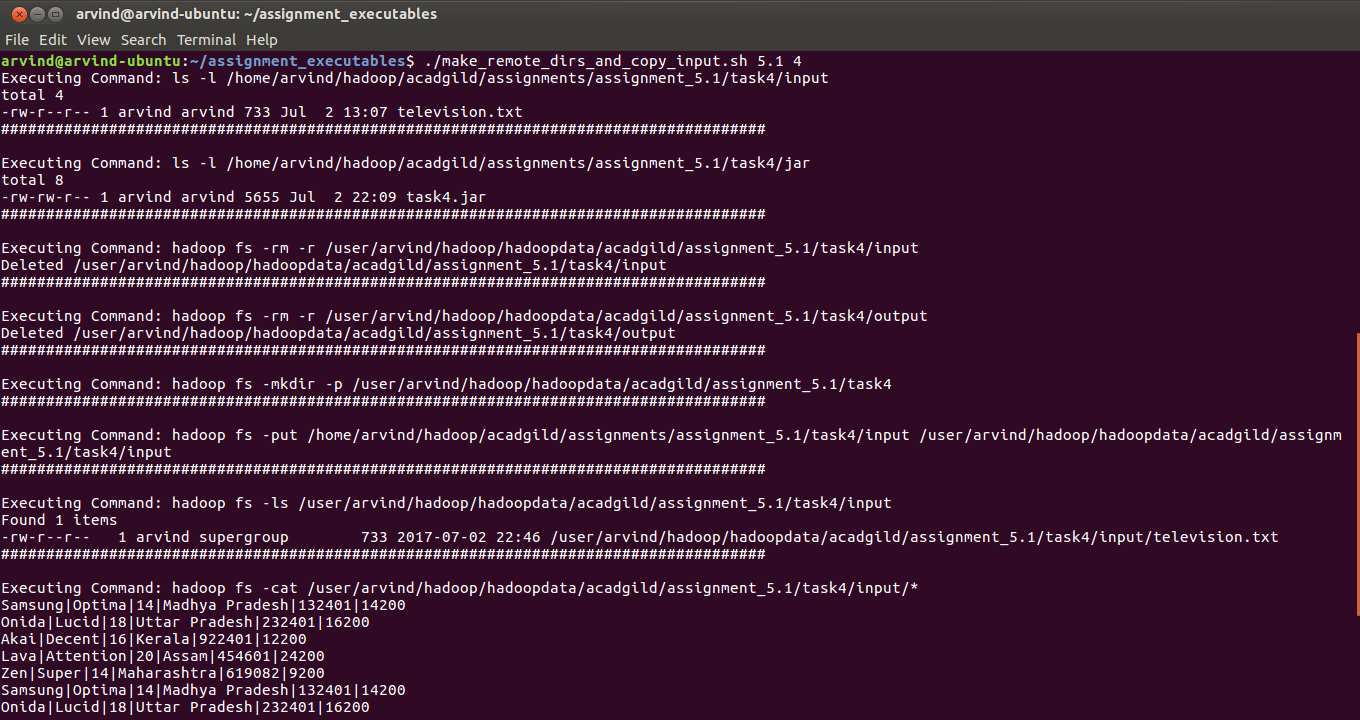 arvind@arvind-ubuntu: ~/assignment_executables
File Edit View Search Terminal Help
arvind@arvind-ubuntu:~/assignment_executables$ ./make_remote_dirs_and_copy_input.sh 5.1 4
Executing Command: ls -l /home/arvind/hadoop/acadgild/assignments/assignment_5.1/task4/input
total 4
-rw-r--r-- 1 arvind arvind 733 Jul  2 13:07 television.txt
#####################################################################################

Executing Command: ls -l /home/arvind/hadoop/acadgild/assignments/assignment_5.1/task4/jar
total 8
-rw-rw-r-- 1 arvind arvind 5655 Jul  2 22:09 task4.jar
#####################################################################################

Executing Command: hadoop fs -rm -r /user/arvind/hadoop/hadoopdata/acadgild/assignment_5.1/task4/input
Deleted /user/arvind/hadoop/hadoopdata/acadgild/assignment_5.1/task4/input
#####################################################################################

Executing Command: hadoop fs -rm -r /user/arvind/hadoop/hadoopdata/acadgild/assignment_5.1/task4/output
Deleted /user/arvind/hadoop/hadoopdata/acadgild/assignment_5.1/task4/output
#####################################################################################

Executing Command: hadoop fs -mkdir -p /user/arvind/hadoop/hadoopdata/acadgild/assignment_5.1/task4
#####################################################################################

Executing Command: hadoop fs -put /home/arvind/hadoop/acadgild/assignments/assignment_5.1/task4/input /user/arvind/hadoop/hadoopdata/acadgild/assignm
ent_5.1/task4/input
#####################################################################################

Executing Command: hadoop fs -ls /user/arvind/hadoop/hadoopdata/acadgild/assignment_5.1/task4/input
Found 1 items
-rw-r--r--   1 arvind supergroup        733 2017-07-02 22:46 /user/arvind/hadoop/hadoopdata/acadgild/assignment_5.1/task4/input/television.txt
#####################################################################################

Executing Command: hadoop fs -cat /user/arvind/hadoop/hadoopdata/acadgild/assignment_5.1/task4/input/*
Samsung|Optima|14|Madhya Pradesh|132401|14200
Onida|Lucid|18|Uttar Pradesh|232401|16200
Akai|Decent|16|Kerala|922401|12200
Lava|Attention|20|Assam|454601|24200
Zen|Super|14|Maharashtra|619082|9200
Samsung|Optima|14|Madhya Pradesh|132401|14200
Onida|Lucid|18|Uttar Pradesh|232401|16200